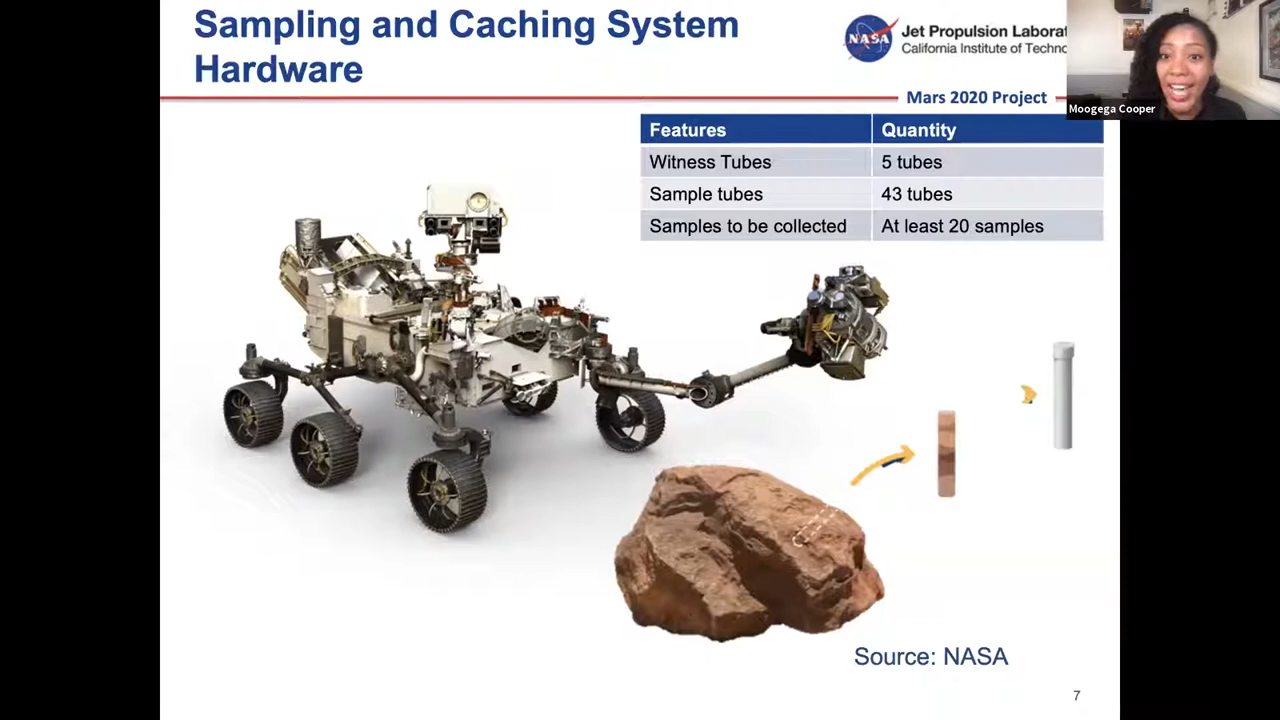 Sampling and Caching System
Hardware
NASA
Jet Propulsion Laborat
California Institute of Techno
Mars 2020 Project
Moogega Cooper
Features Quantity
Witness Tubes 5 tubes
Sample tubes 43 tubes
Samples to be collected At least 20 samples
Source: NASA
7